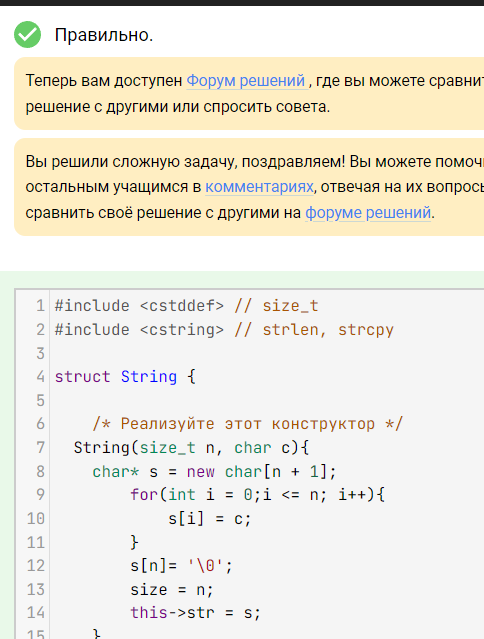 Правильно.
Теперь вам доступен Форум решений , где вы можете сравнит
решение с другими или спросить совета.
Вы решили сложную задачу, поздравляем! Вы можете помочь
остальным учащимся в комментариях, отвечая на их вопросы
сравнить своё решение с другими на форуме решений.
1 #include <cstddef> // size_t
2 #include <cstring> // strlen, strcpy
3
4 struct String {
5
6     /* Реализуйте этот конструктор */
7   String(size_t n, char c){
8     char* s = new char[n + 1];
9         for(int i = 0;i <= n; i++){
10             s[i] = c;
11         }
12         s[n]= '\0';
13         size = n;
14         this->str = s;
15     }